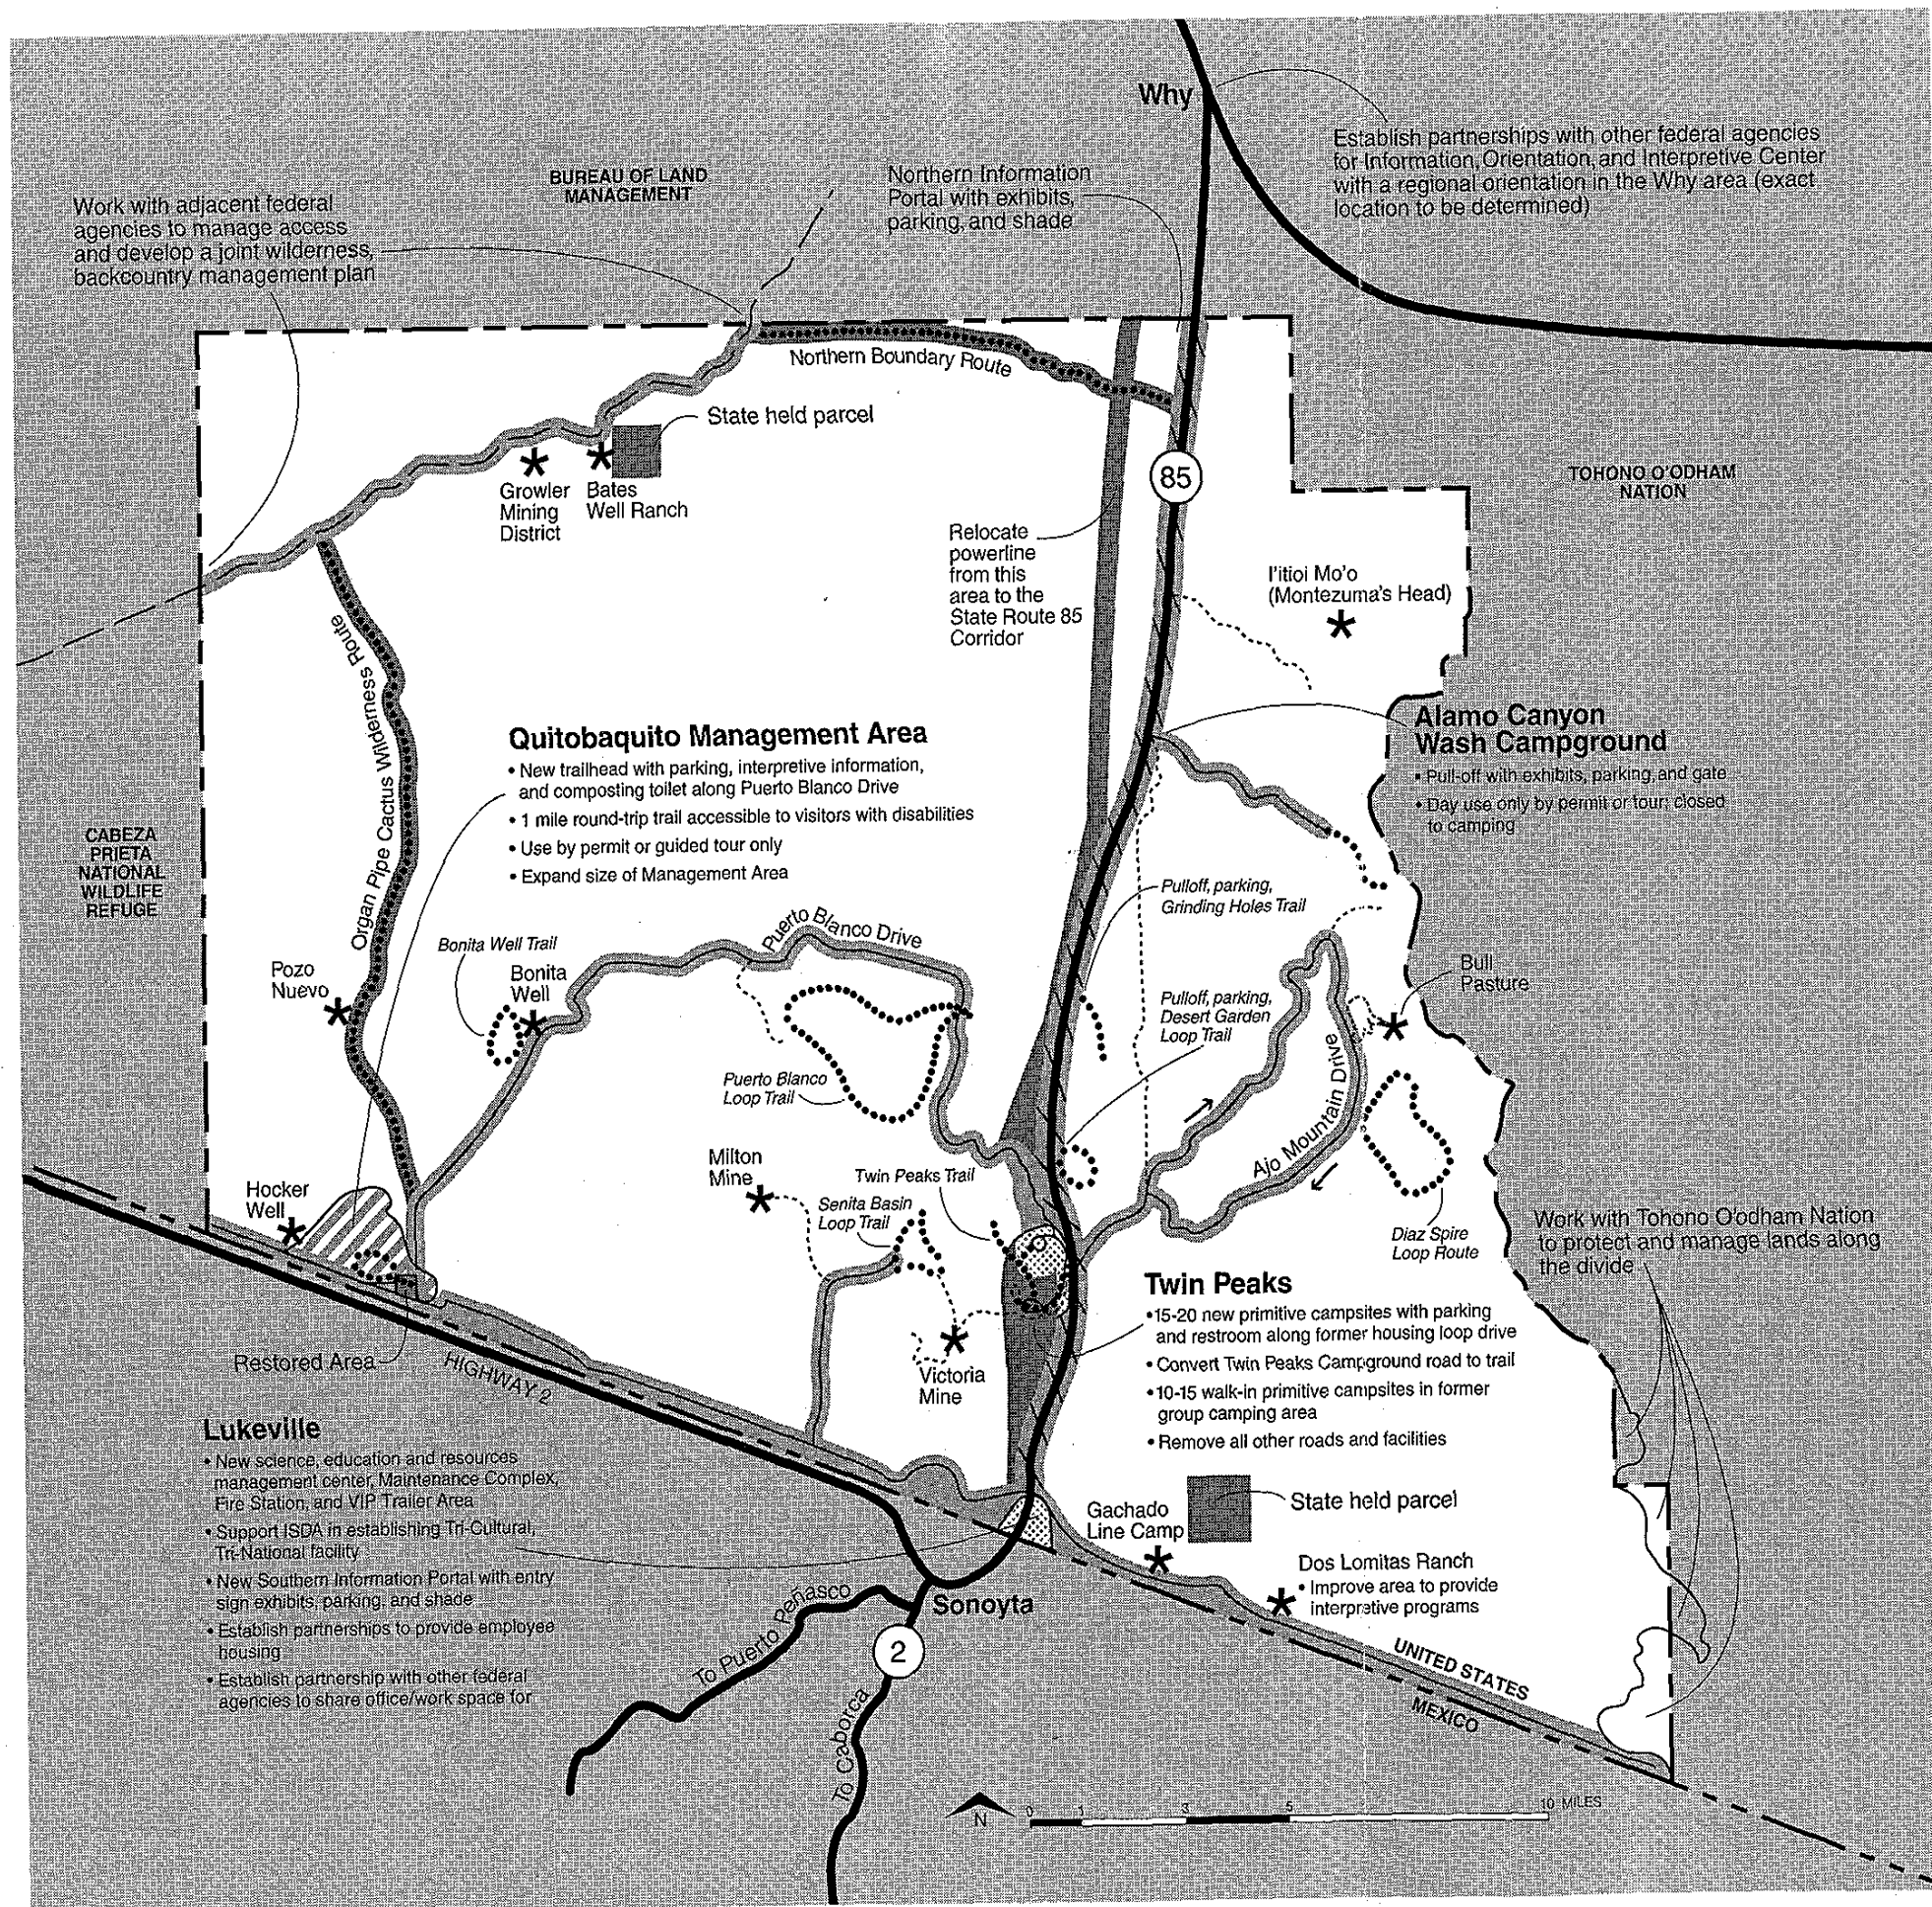 Why
Establish partnerships with other federal agencies
for Information, Orientation, and Interpretive Center
with a regional orientation in the Why area (exact
location to be determined)
BUREAU OF LAND
MANAGEMENT
Northern Information
Portal with exhibits,
parking, and shade
Work with adjacent federal
agencies to manage access
and develop a joint wilderness,
backcountry management plan
Northern Boundary Route
State held parcel
85
TOHONO O'ODHAM
NATION
Growler
Mining
District
Bates
Well Ranch
Relocate
powerline
from this
area to the
State Route 85
Corridor
I'itoi Mo'o
(Montezuma's Head)
Organ Pipe Cactus Wilderness Route
Quitobaquito Management Area
• New trailhead with parking, interpretive information,
and composting toilet along Puerto Blanco Drive
• 1 mile round-trip trail accessible to visitors with disabilities
• Use by permit or guided tour only
• Expand size of Management Area
Alamo Canyon
Wash Campground
• Pull-off with exhibits, parking, and gate
• Day use only by permit or tour; closed
to camping
CABEZA
PRIETA
NATIONAL
WILDLIFE
REFUGE
Pulloff, parking,
Grinding Holes Trail
Puerto Blanco Drive
Bonita Well Trail
Bonita
Well
Pozo
Nuevo
Bull
Pasture
Pulloff, parking,
Desert Garden
Loop Trail
Puerto Blanco
Loop Trail
Ajo Mountain Drive
Milton
Mine
Twin Peaks Trail
Senita Basin
Loop Trail
Hocker
Well
Diaz Spire
Loop Route
Work with Tohono O'odham Nation
to protect and manage lands along
the divide
Twin Peaks
• 15-20 new primitive campsites with parking
and restroom along former housing loop drive
• Convert Twin Peaks Campground road to trail
• 10-15 walk-in primitive campsites in former
group camping area
• Remove all other roads and facilities
Restored Area
HIGHWAY 2
Victoria
Mine
Lukeville
• New science, education and resources
management center, Maintenance Complex,
Fire Station, and VIP Trailer Area
• Support ISDA in establishing Tri-Cultural,
Tri-National facility
• New Southern Information Portal with entry
sign exhibits, parking, and shade
• Establish partnerships to provide employee
housing
• Establish partnership with other federal
agencies to share office/work space for
Gachado
Line Camp
State held parcel
Dos Lomitas Ranch
• Improve area to provide
interpretive programs
Sonoyta
To Puerto Peñasco
2
To Caborca
UNITED STATES
MEXICO
N
0 1 3 5 10 MILES